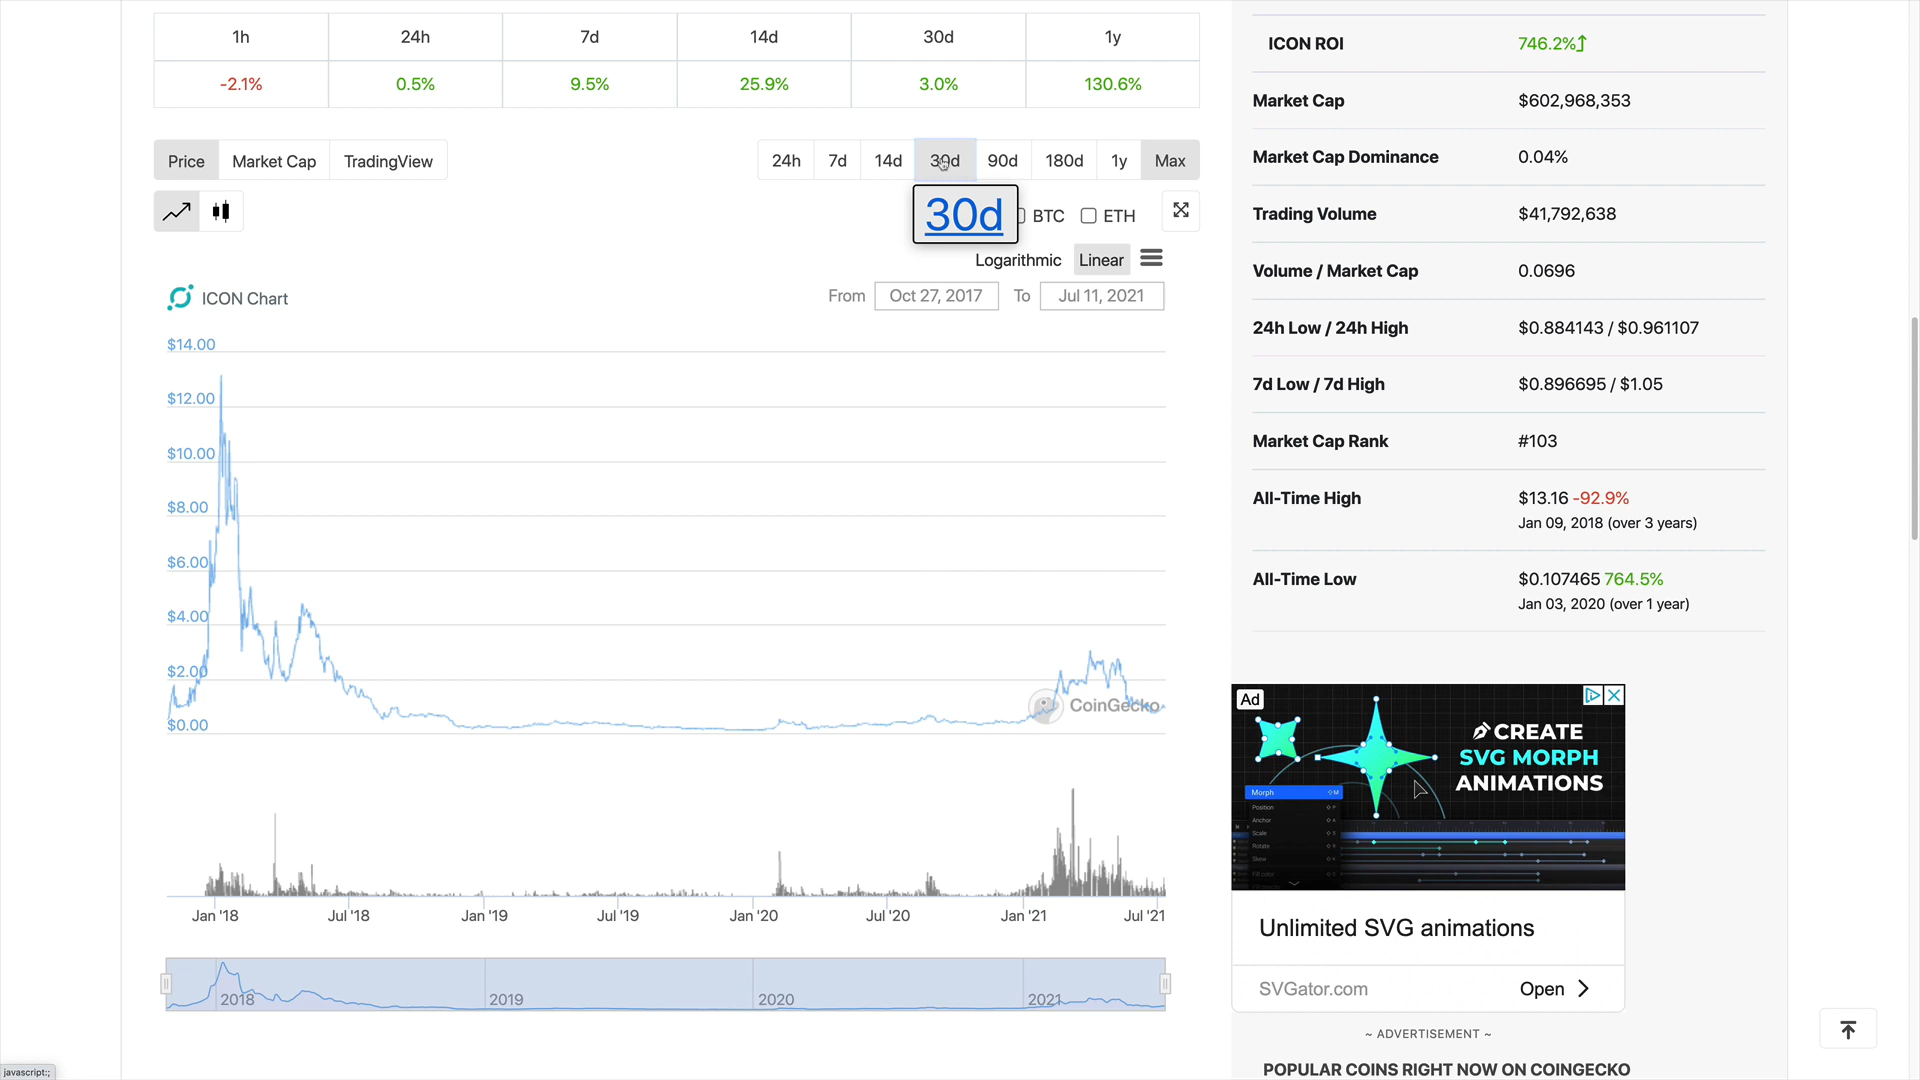 1h 24h 7d 14d 30d 1y
-2.1% 0.5% 9.5% 25.9% 3.0% 130.6%
Price Market Cap TradingView
24h 7d 14d 30d 90d 180d 1y Max
30d
BTC ETH
Logarithmic Linear
ICON Chart
From Oct 27, 2017 To Jul 11, 2021
$14.00
$12.00
$10.00
$8.00
$6.00
$4.00
$2.00
$0.00
CoinGecko
Jan '18 Jul '18 Jan '19 Jul '19 Jan '20 Jul '20 Jan '21 Jul '21
2018 2019 2020 2021
ICON ROI 746.2%
Market Cap $602,968,353
Market Cap Dominance 0.04%
Trading Volume $41,792,638
Volume / Market Cap 0.0696
24h Low / 24h High $0.884143 / $0.961107
7d Low / 7d High $0.896695 / $1.05
Market Cap Rank #103
All-Time High $13.16 -92.9%
Jan 09, 2018 (over 3 years)
All-Time Low $0.107465 764.5%
Jan 03, 2020 (over 1 year)
Ad
CREATE
SVG MORPH
ANIMATIONS
Morph
Position
Anchor
Scale
Rotate
Skew
Fill color
Unlimited SVG animations
SVGator.com Open
~ ADVERTISEMENT ~
POPULAR COINS RIGHT NOW ON COINGECKO
javascript:;